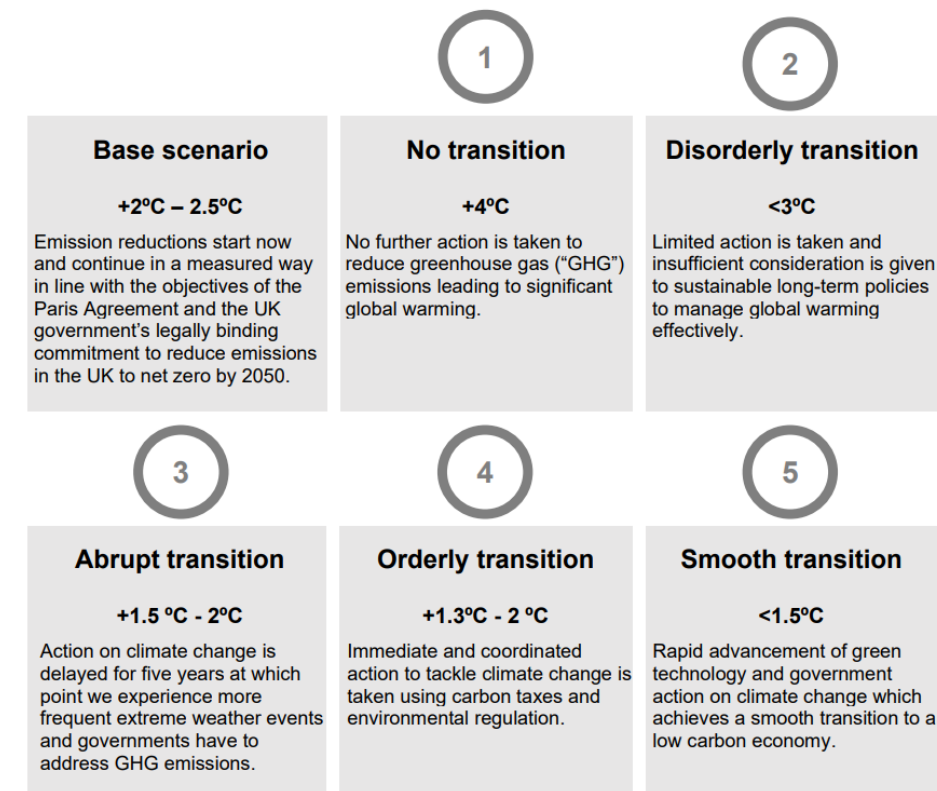 1
2
Base scenario
+2ºC – 2.5ºC
Emission reductions start now
and continue in a measured way
in line with the objectives of the
Paris Agreement and the UK
government’s legally binding
commitment to reduce emissions
in the UK to net zero by 2050.
No transition
+4ºC
No further action is taken to
reduce greenhouse gas (“GHG”)
emissions leading to significant
global warming.
Disorderly transition
<3ºC
Limited action is taken and
insufficient consideration is given
to sustainable long-term policies
to manage global warming
effectively.
3
4
5
Abrupt transition
+1.5 ºC - 2ºC
Action on climate change is
delayed for five years at which
point we experience more
frequent extreme weather events
and governments have to
address GHG emissions.
Orderly transition
+1.3ºC - 2 ºC
Immediate and coordinated
action to tackle climate change is
taken using carbon taxes and
environmental regulation.
Smooth transition
<1.5ºC
Rapid advancement of green
technology and government
action on climate change which
achieves a smooth transition to a
low carbon economy.